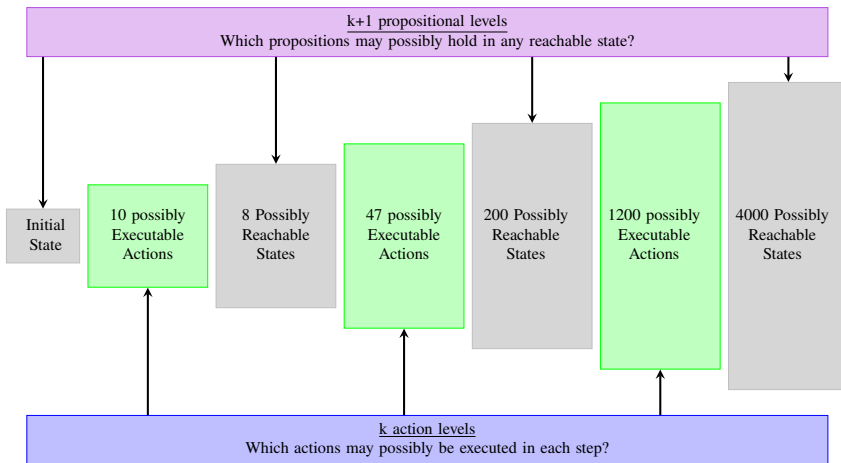 k+1 propositional levels
Which propositions may possibly hold in any reachable state?
Initial
State
10 possibly
Executable
Actions
8 Possibly
Reachable
States
47 possibly
Executable
Actions
200 Possibly
Reachable
States
1200 possibly
Executable
Actions
4000 Possibly
Reachable
States
k action levels
Which actions may possibly be executed in each step?